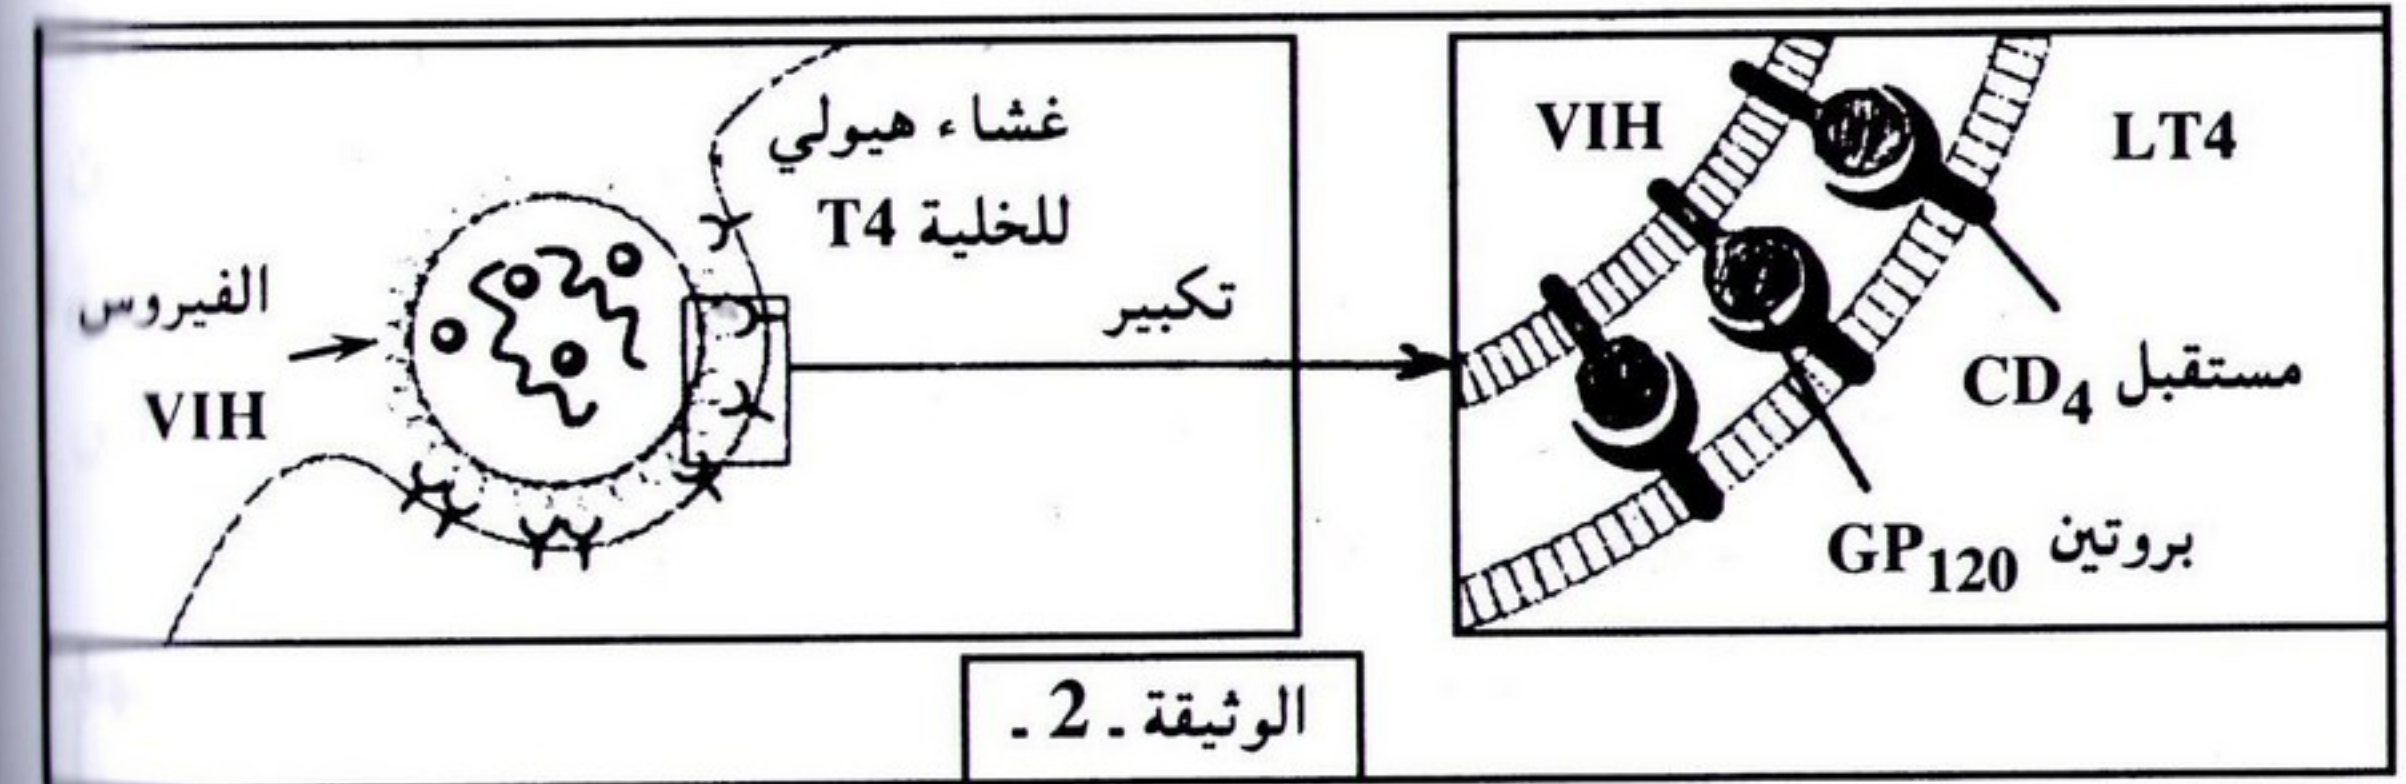 غشاء هيولي
للخلية T4
الفيروس
VIH
تكبير
VIH
LT4
مستقبل CD4
بروتين GP120
الوثيقة - 2 -